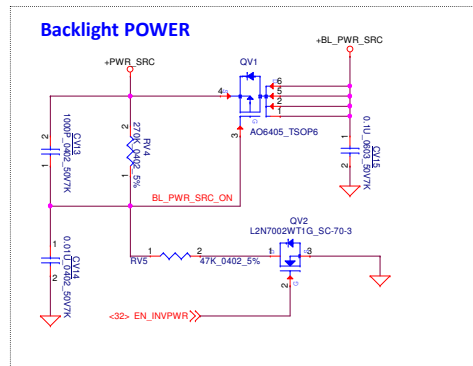 Backlight POWER
+PWR_SRC
+BL_PWR_SRC
QV1
4
6
5
2
1
S
D
G
3
AO6405_TSOP6
2
1
CV13
1000P_0402_50V7K
2
1
RV4
270K_0402_5%
1
2
CV15
0.1U_0603_50V7K
BL_PWR_SRC_ON
1
2
CV14
0.01U_0402_50V7K
QV2
L2N7002WT1G_SC-70-3
RV5
1
2
47K_0402_5%
1
3
D
S
G
2
<32> EN_INVPWR